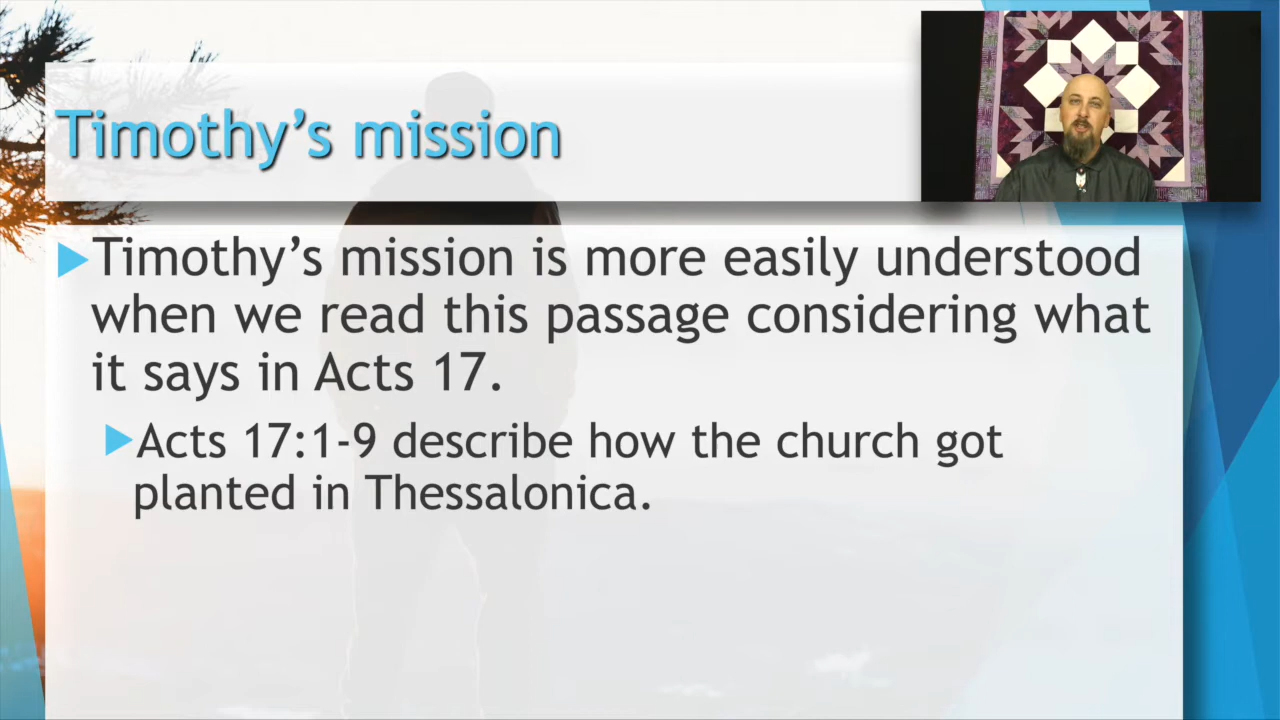 Timothy’s mission
Timothy’s mission is more easily understood
when we read this passage considering what
it says in Acts 17.
Acts 17:1-9 describe how the church got
planted in Thessalonica.